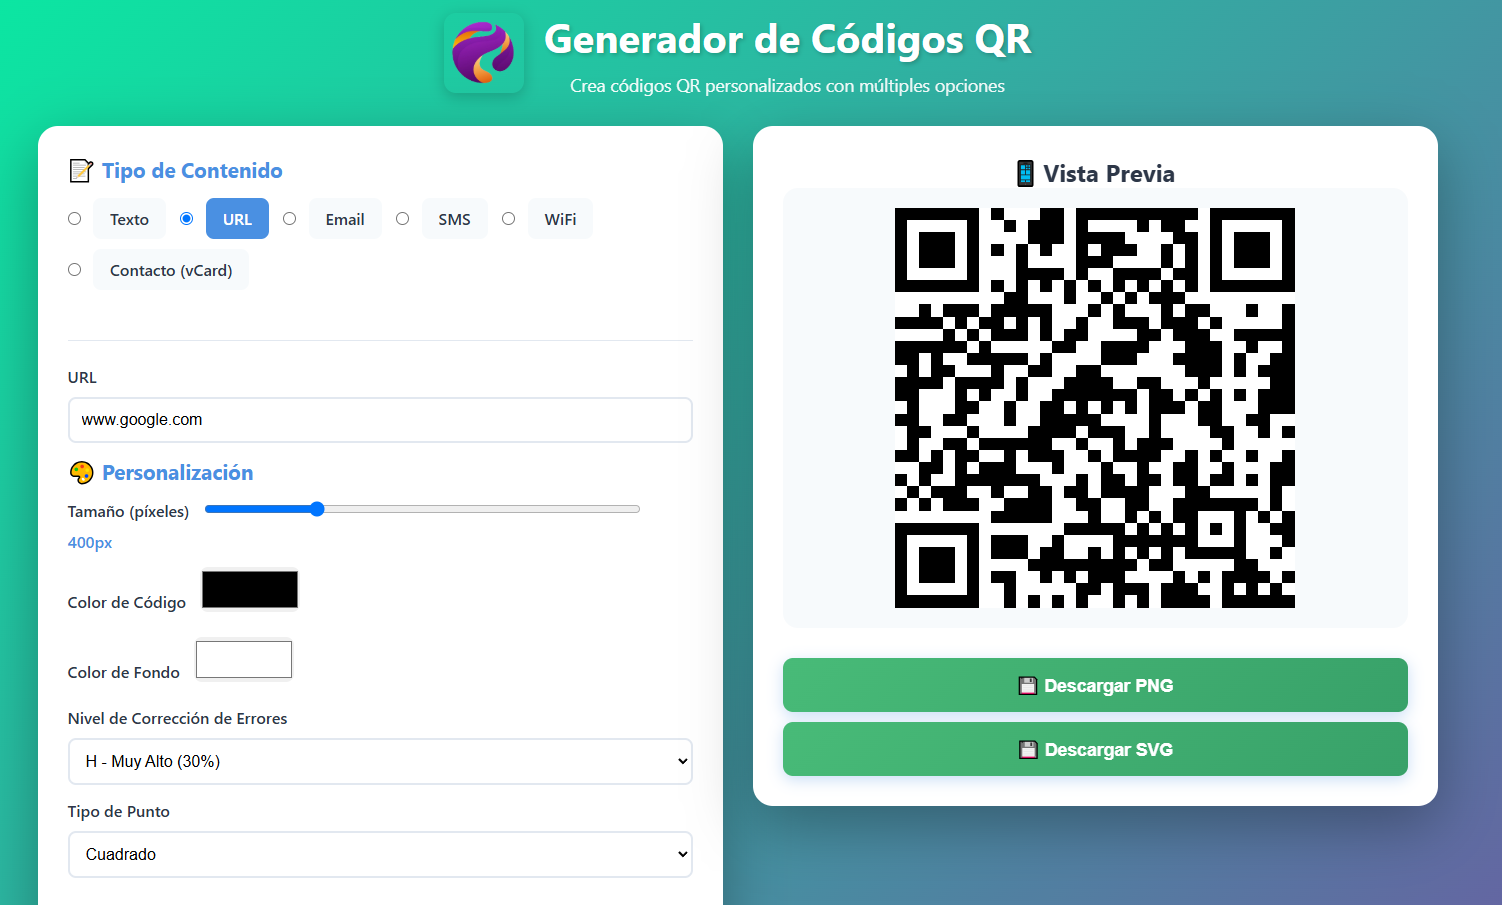 Generador de Códigos QR
Crea códigos QR personalizados con múltiples opciones
Tipo de Contenido
Texto
URL
Email
SMS
WiFi
Contacto (vCard)
URL
www.google.com
Personalización
Tamaño (píxeles)
400px
Color de Código
Color de Fondo
Nivel de Corrección de Errores
H - Muy Alto (30%)
Tipo de Punto
Cuadrado
Vista Previa
Descargar PNG
Descargar SVG